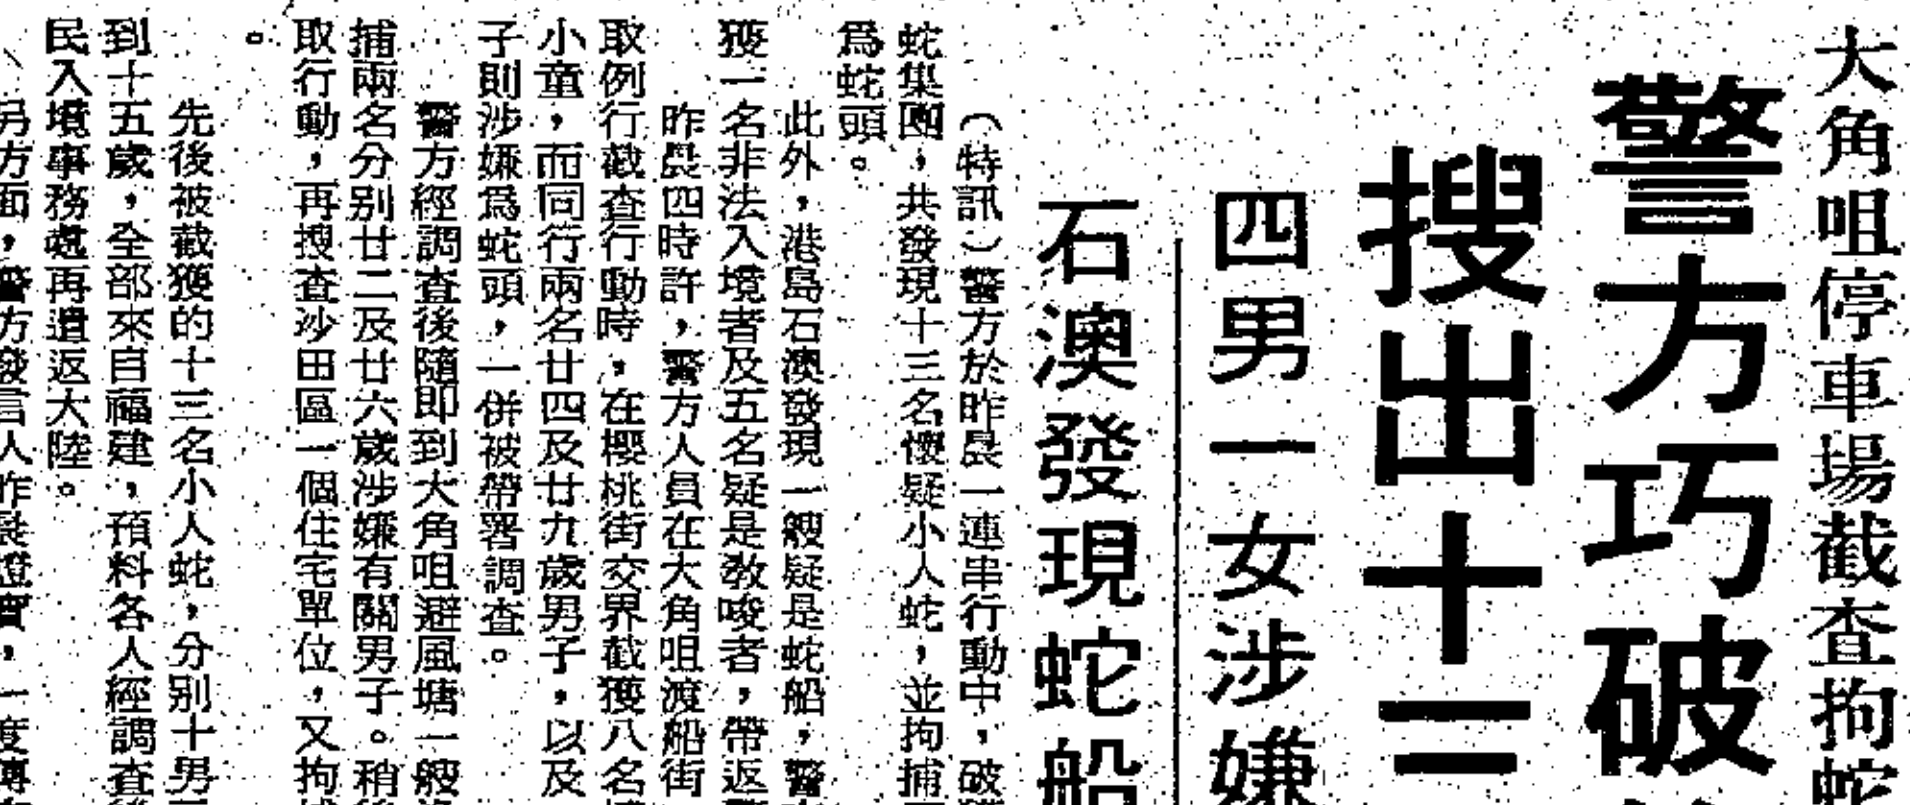 大角咀停車場截查拘蛇
警方巧破
搜出十三
四男一女涉嫌
石澳發現蛇船
（特訊）警方於昨晨一連串行動中，破獲
蛇集團，共發現十三名懷疑小人蛇，並拘捕
爲蛇頭。
此外，港島石澳發現一艘疑是蛇船，警
獲一名非法入境者及五名疑是教唆者，帶返
昨晨四時許，警方人員在大角咀渡船街
取例行截查行動時，在櫻桃街交界截獲八名
小童，而同行兩名廿四及廿九歲男子，以及
子則涉嫌爲蛇頭，一併被帶署調查。
警方經調查後隨即到大角咀避風塘一艘
捕兩名分別廿二及廿六歲涉嫌有關男子。稍後
取行動，再搜查沙田區一個住宅單位，又拘
。
先後被截獲的十三名小人蛇，分別十男
到十五歲，全部來自福建，預料各人經調查後
民入境事務處再遣返大陸。
另方面，警方發言人昨晨證實，一度傳